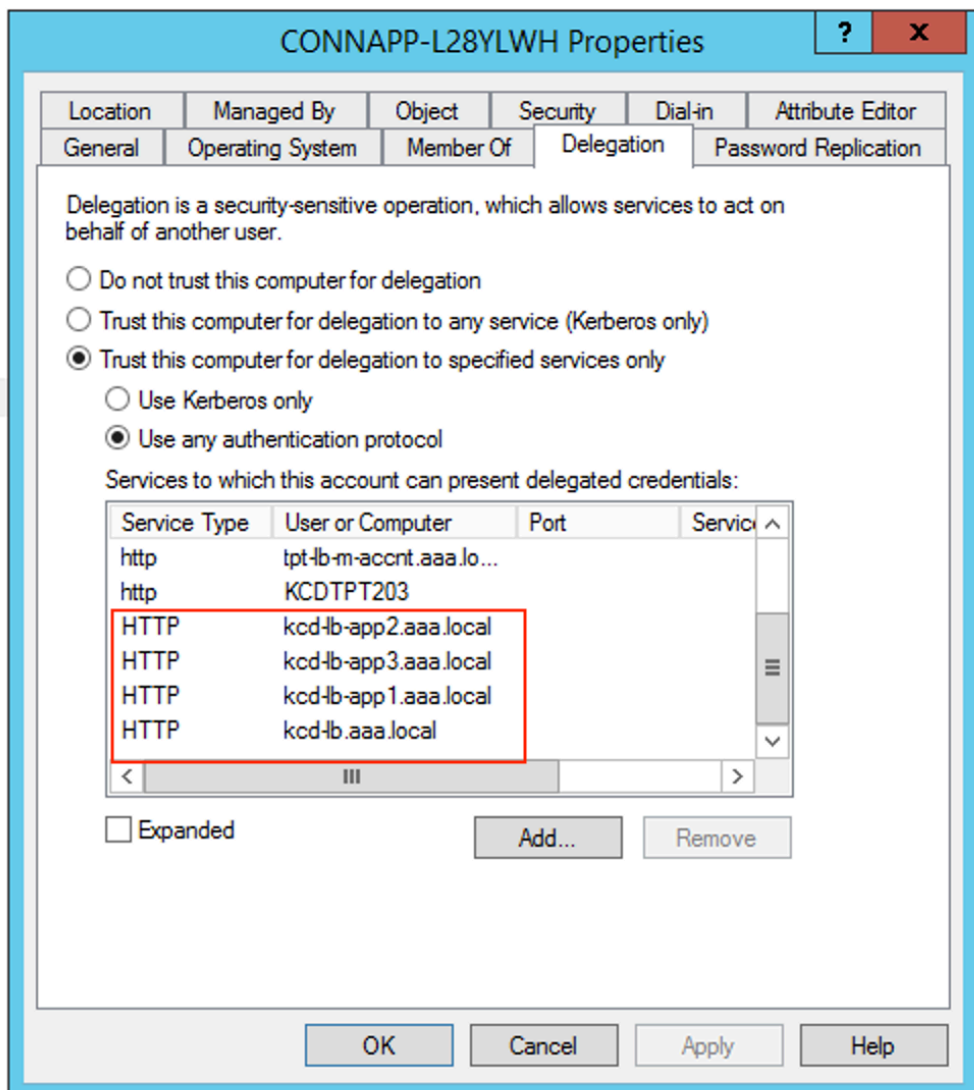 CONNAPP-L28YLWH Properties
? x
Location Managed By Object Security Dial-in Attribute Editor
General Operating System Member Of Delegation Password Replication
Delegation is a security-sensitive operation, which allows services to act on
behalf of another user.
Do not trust this computer for delegation
Trust this computer for delegation to any service (Kerberos only)
Trust this computer for delegation to specified services only
Use Kerberos only
Use any authentication protocol
Services to which this account can present delegated credentials:
Service Type User or Computer Port Servic
http tpt-lb-m-accnt.aaa.lo...
http KCDTPT203
HTTP kcd-lb-app2.aaa.local
HTTP kcd-lb-app3.aaa.local
HTTP kcd-lb-app1.aaa.local
HTTP kcd-lb.aaa.local
Expanded Add... Remove
OK Cancel Apply Help